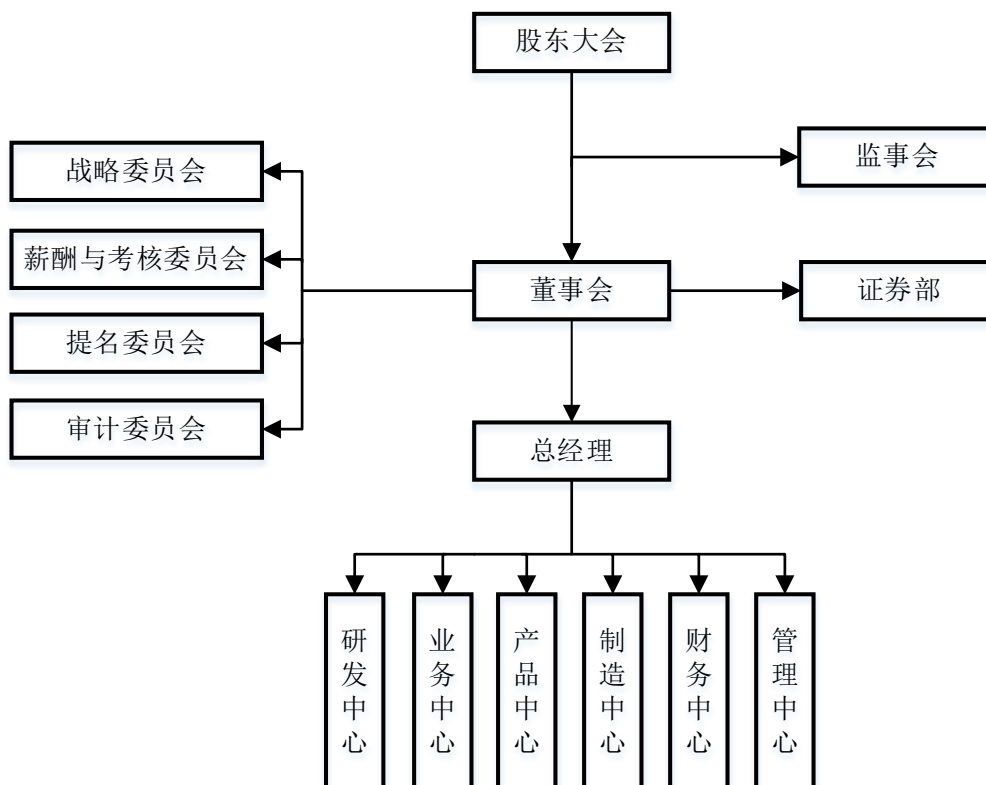 股东大会
监事会
战略委员会
薪酬与考核委员会
董事会
证券部
提名委员会
审计委员会
总经理
研发中心
业务中心
产品中心
制造中心
财务中心
管理中心